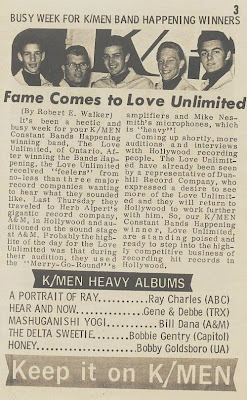 3
BUSY WEEK FOR K/MEN BAND HAPPENING WINNERS
K/
Fame Comes to Love Unlimited
(By Robert E. Walker)
It's been a hectic and
busy week for your K/MEN
Constant Bands Happening
winning band, The Love
Unlimited, of Ontario. Af-
ter winning the Bands Hap-
pening, the Love Unlimited
received "feelers" from
no-less than three major
record companies wanting
to hear what they sounded
like. Last Thursday they
traveled to Herb Alpert's
gigantic record company,
A&M, in Hollywood and au-
ditioned on the sound stage
at A&M. Probably the high-
lite of the day for the Love
Unlimited was that during
their audition, they used
the "Merry-Go-Round"'s
amplifiers and Mike Nes-
mith's microphones, which
is "heavy"!
Coming up shortly, more
auditions and interviews
with Hollywood recording
people. The Love Unlimit-
ed have already been seen
by a representative of Dun-
hill Record Company, who
expressed a desire to see
more of the Love Unlimit-
ed and they will return to
Hollywood to work further
with him. So, our K/MEN
Constant Bands Happening
winner, Love Unlimited,
are standing poised and
ready to step into the high-
ly competitive business of
recording hit records in
Hollywood.
K/MEN HEAVY ALBUMS
A PORTRAIT OF RAY............Ray Charles (ABC)
HEAR AND NOW..............Gene & Debbe (TRX)
MASHUGANISHI YOGI.........Bill Dana (A&M)
THE DELTA SWEETIE..Bobbie Gentry (Capitol)
HONEY....................Bobby Goldsboro (UA)
Keep it on K/MEN